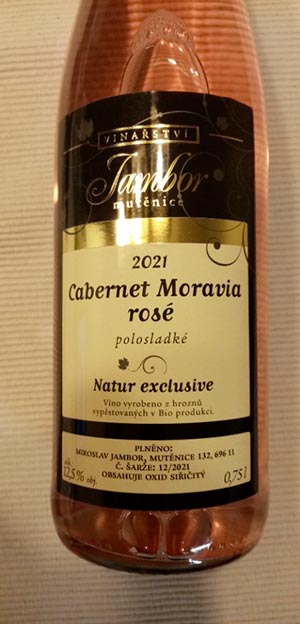 VINAŘSTVÍ
Jambor
mutěnice
2021
Cabernet Moravia
rosé
polosladké
Natur exclusive
Víno vyrobeno z hroznů
vypěstovaných v Bio produkci.
PLNĚNO:
MIROSLAV JAMBOR, MUTĚNICE 132, 696 11
Č. ŠARŽE: 12/2021
OBSAHUJE OXID SIŘIČITÝ
alk.
12,5% obj.
0,75 l